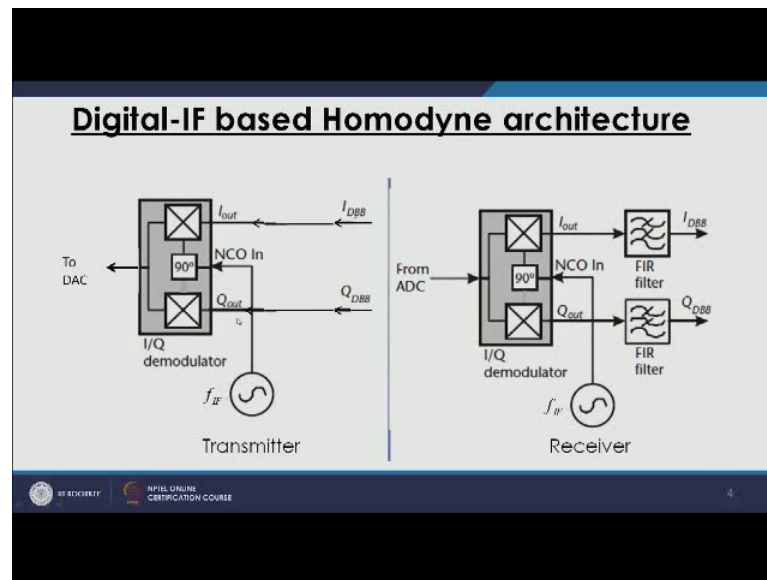 Digital-IF based Homodyne architecture
I_out
I_DBB
To
DAC
90°
NCO In
Q_out
Q_DBB
I/Q
demodulator
f_IF
Transmitter
I_out
I_DBB
From
ADC
90°
NCO In
FIR
filter
Q_out
Q_DBB
I/Q
demodulator
FIR
filter
f_IF
Receiver
IIT ROORKEE
NPTEL ONLINE
CERTIFICATION COURSE
4